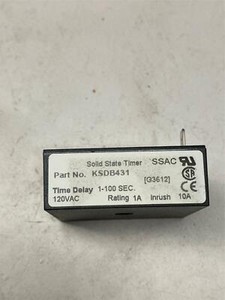 Solid State Timer SSAC
Part No. KSDB431
[G3612]
Time Delay 1-100 SEC.
120VAC Rating 1A Inrush 10A